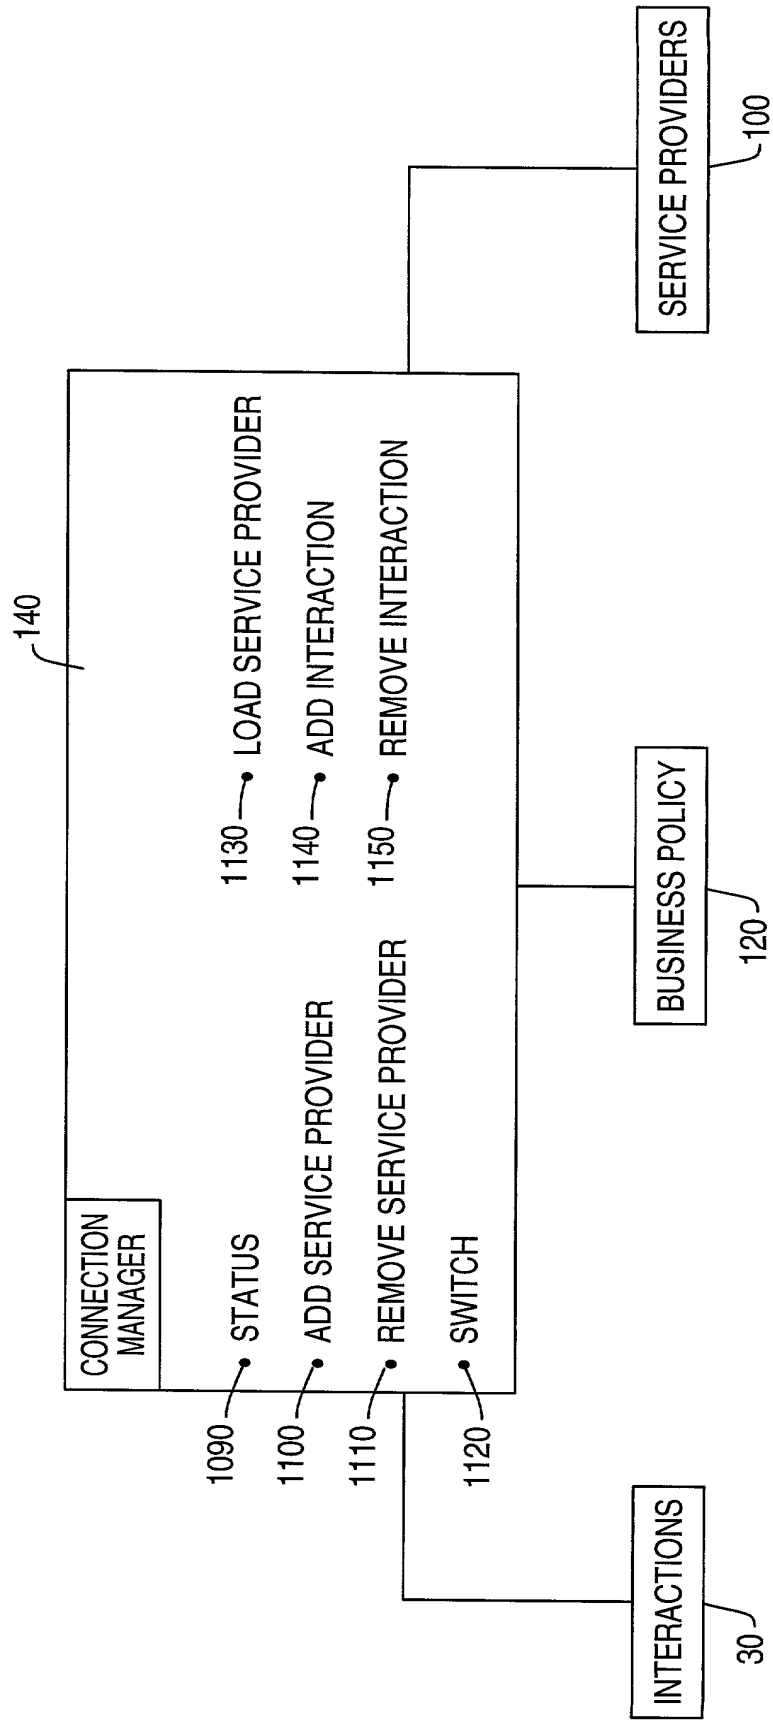 140
CONNECTION
MANAGER
1090 STATUS
1100 ADD SERVICE PROVIDER
1110 REMOVE SERVICE PROVIDER
1120 SWITCH
1130 LOAD SERVICE PROVIDER
1140 ADD INTERACTION
1150 REMOVE INTERACTION
INTERACTIONS
30
BUSINESS POLICY
120
SERVICE PROVIDERS
100